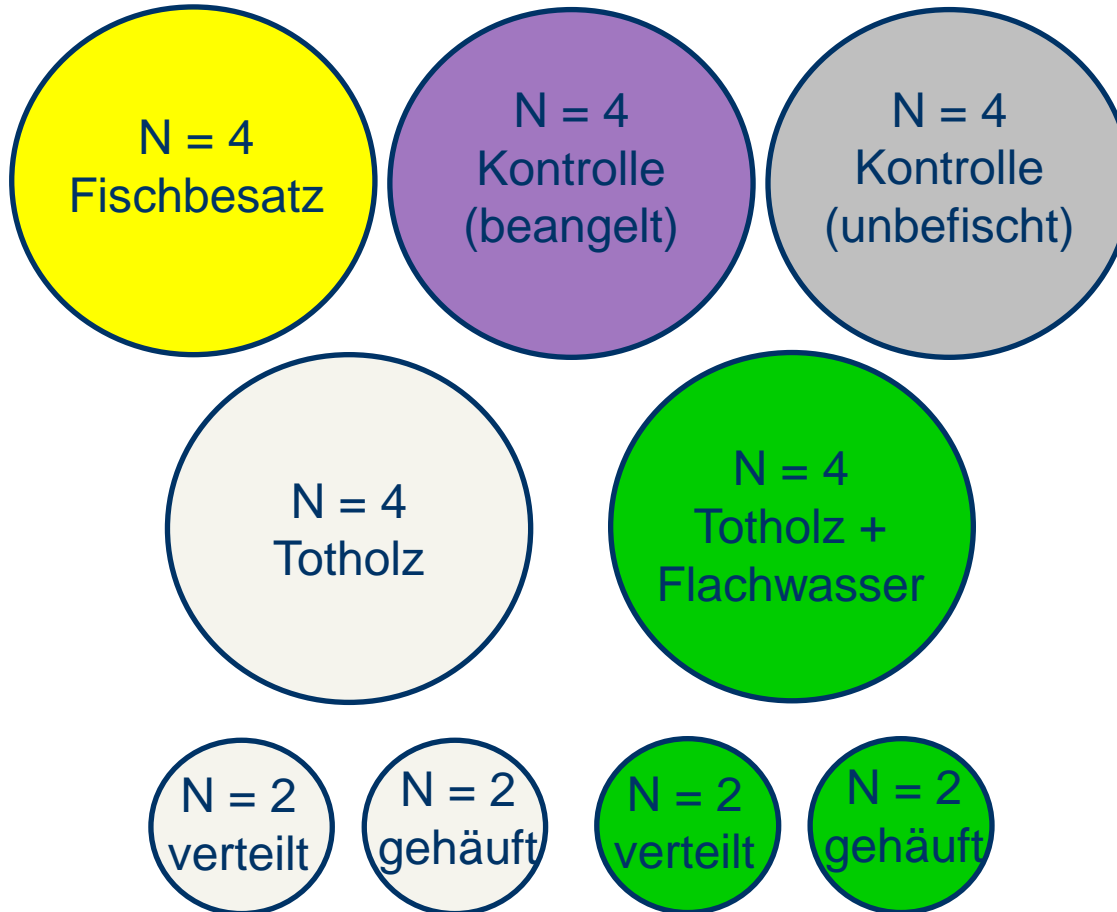 N = 4
Fischbesatz
N = 4
Kontrolle
(beangelt)
N = 4
Kontrolle
(unbefischt)
N = 4
Totholz
N = 4
Totholz +
Flachwasser
N = 2
verteilt
N = 2
gehäuft
N = 2
verteilt
N = 2
gehäuft